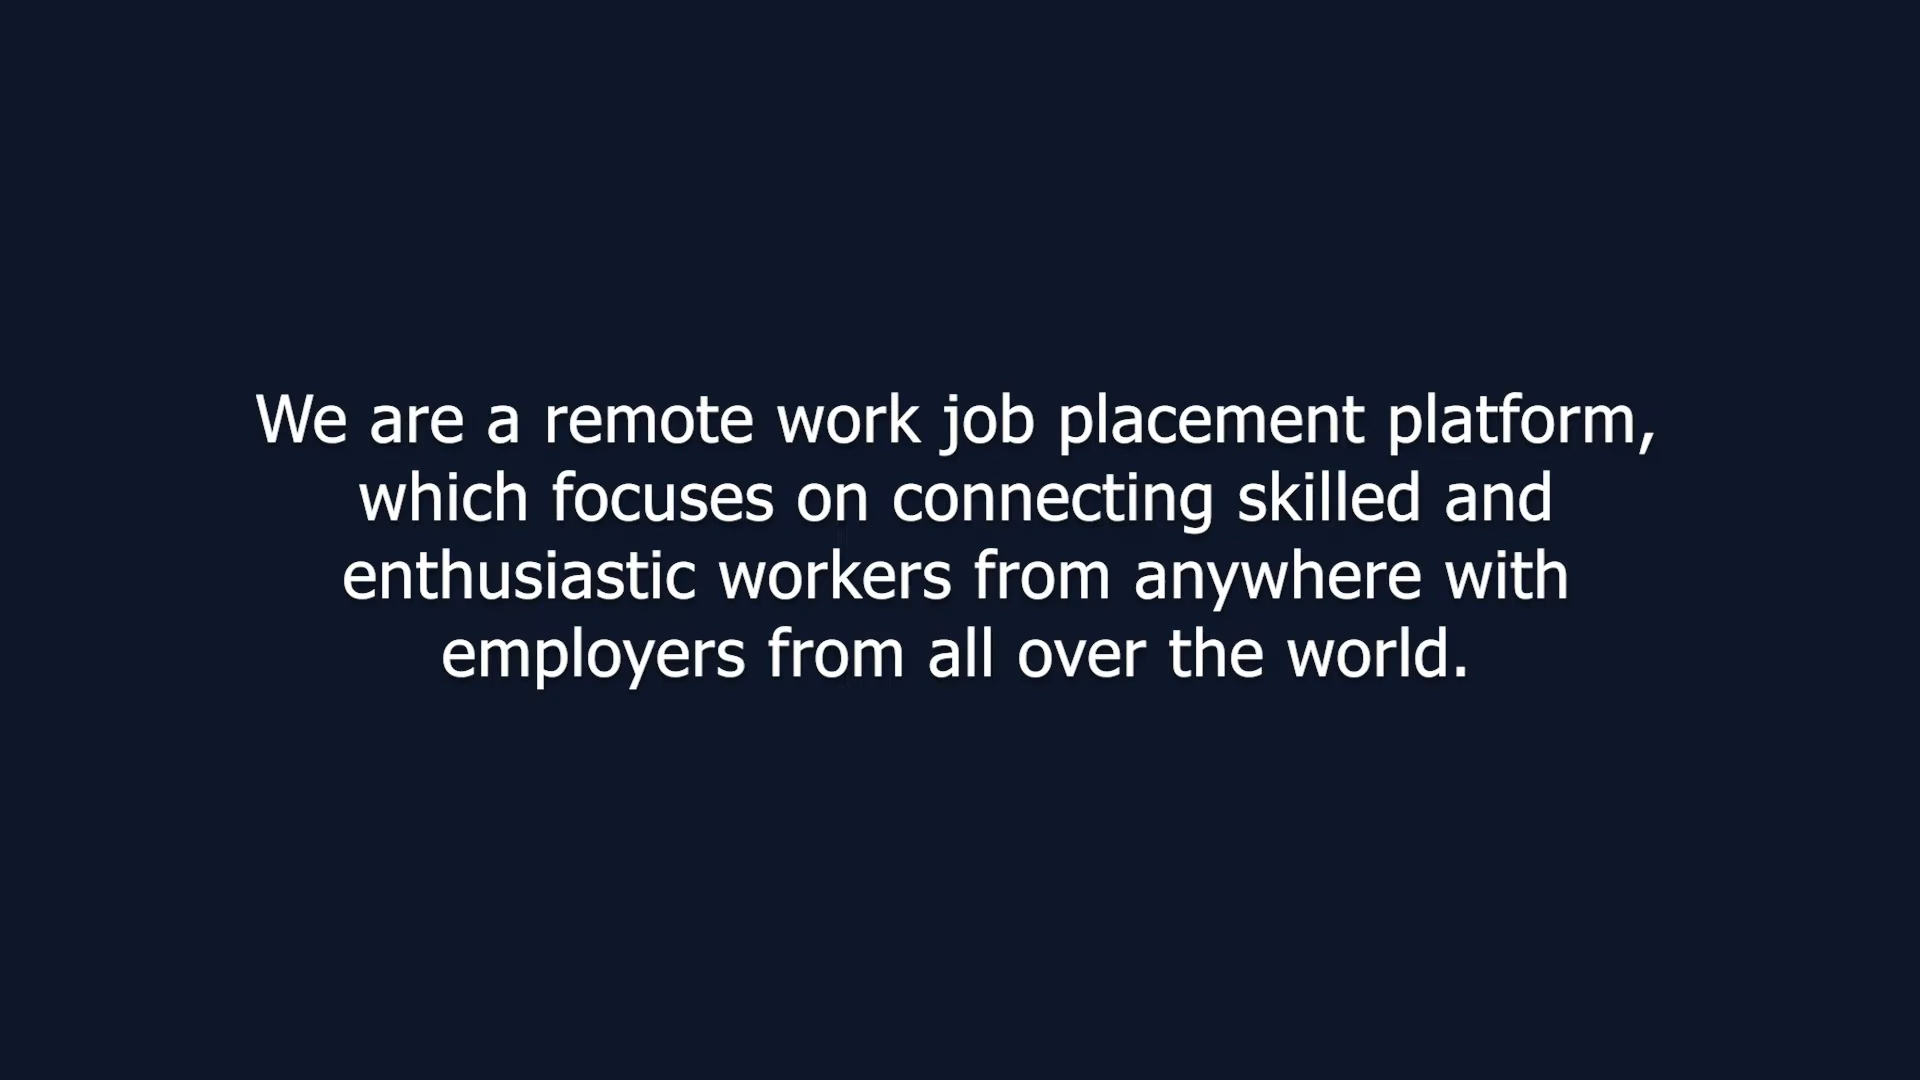 We are a remote work job placement platform,
which focuses on connecting skilled and
enthusiastic workers from anywhere with
employers from all over the world.